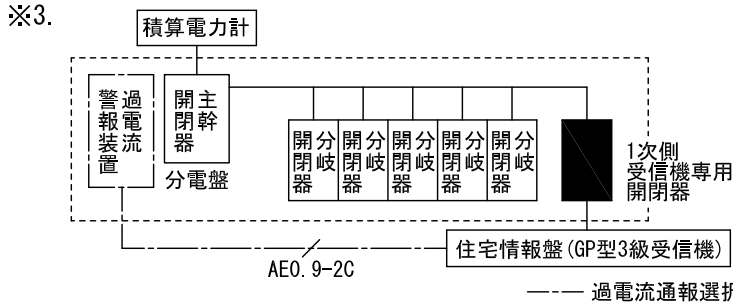 ※3.
積算電力計
過電流
警報装置
主幹
開閉器
分電盤
分岐
開閉器
分岐
開閉器
分岐
開閉器
分岐
開閉器
分岐
開閉器
1次側
受信機専用
開閉器
住宅情報盤(GP型3級受信機)
AE0.9-2C
過電流通報選択